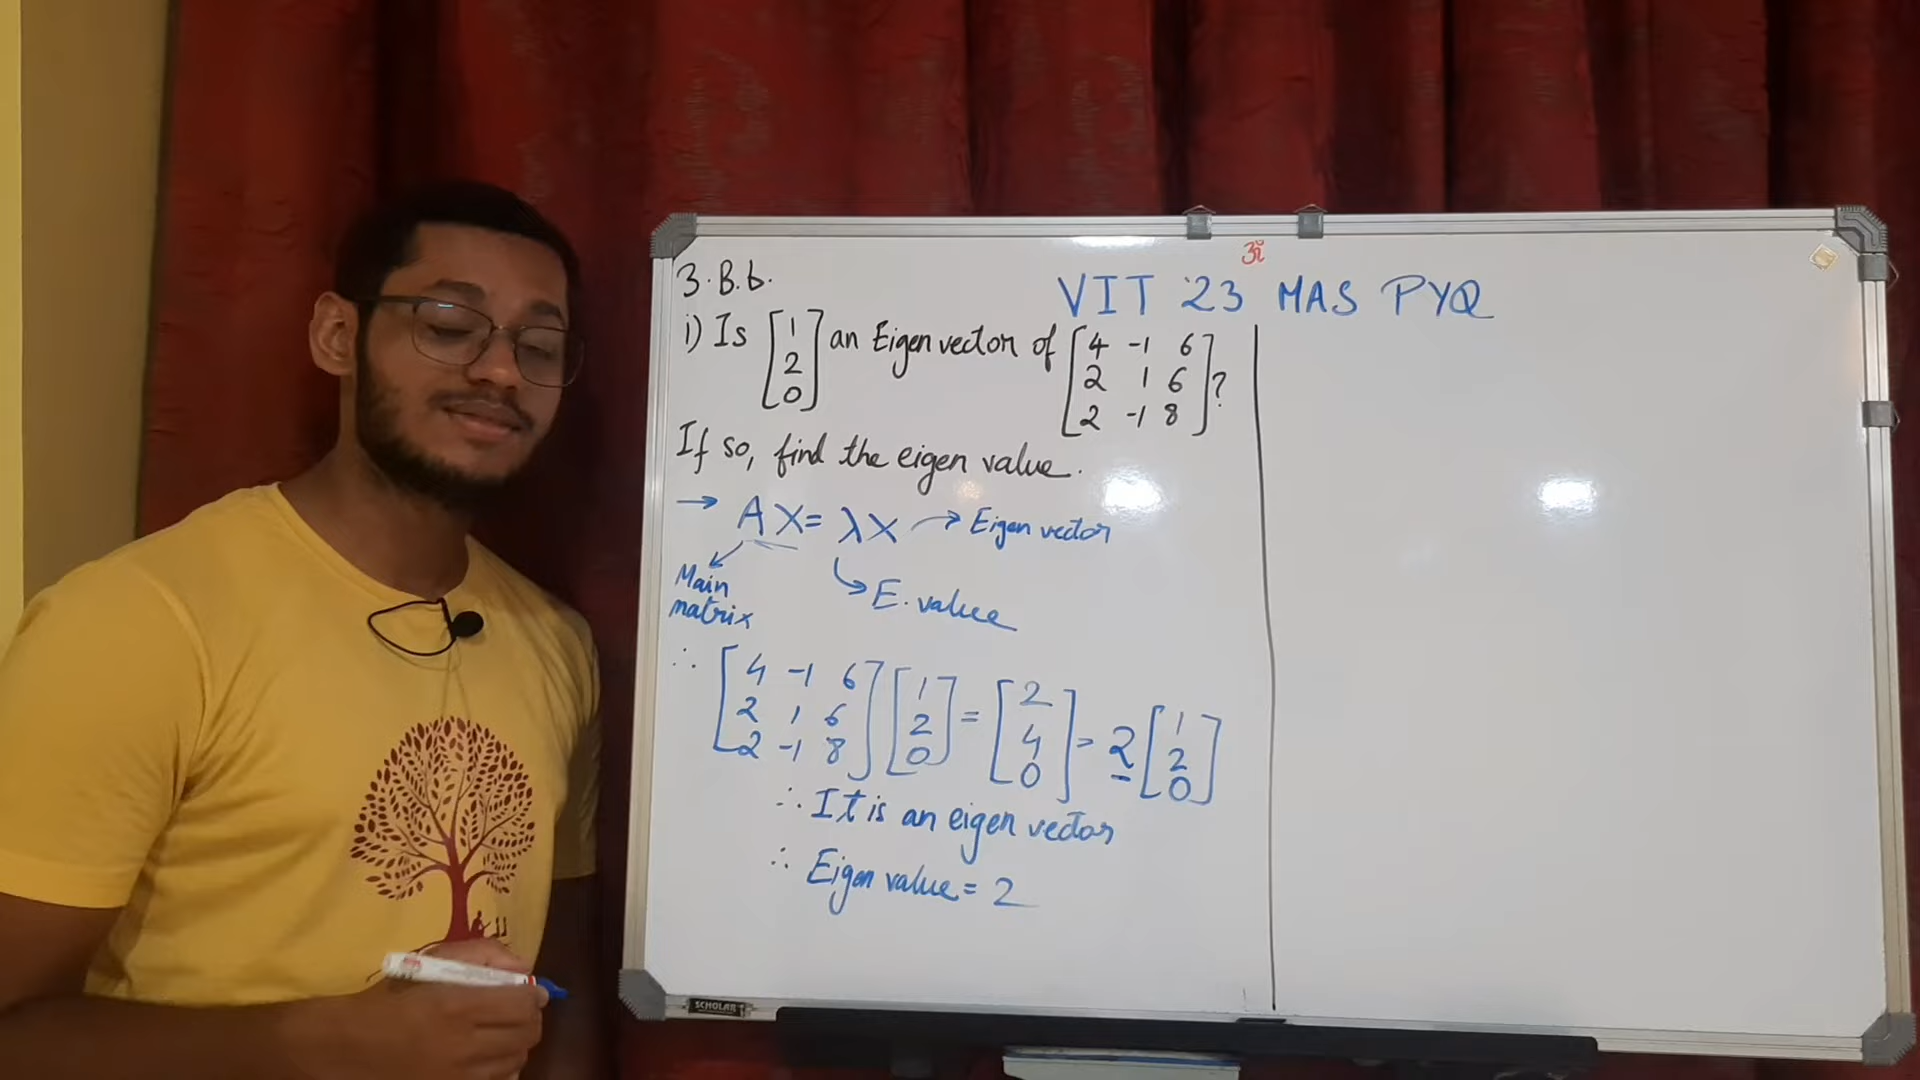 3i
VIT '23 MAS PYQ
3.B.b.
i) Is [1 2 0] an Eigen vector of [4 -1 6 2 1 6 2 -1 8]?
If so, find the eigen value.
→ AX = λX → Eigen vector
Main matrix
E. value
∴ [4 -1 6 2 1 6 2 -1 8] [1 2 0] = [2 4 0] = 2 [1 2 0]
∴ It is an eigen vector
∴ Eigen value = 2
SCHOLAR